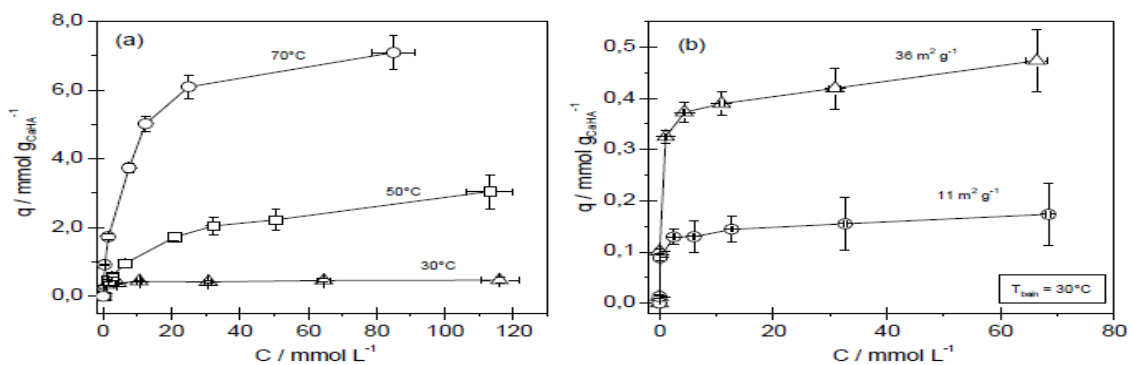 (a)
70°C
50°C
30°C
8,0
6,0
4,0
2,0
0,0
q / mmol g_CaHA^-1
0 20 40 60 80 100 120
C / mmol L^-1
(b)
36 m² g^-1
11 m² g^-1
T_bain = 30°C
0,5
0,4
0,3
0,2
0,1
0,0
q / mmol g_CaHA^-1
0 20 40 60 80
C / mmol L^-1